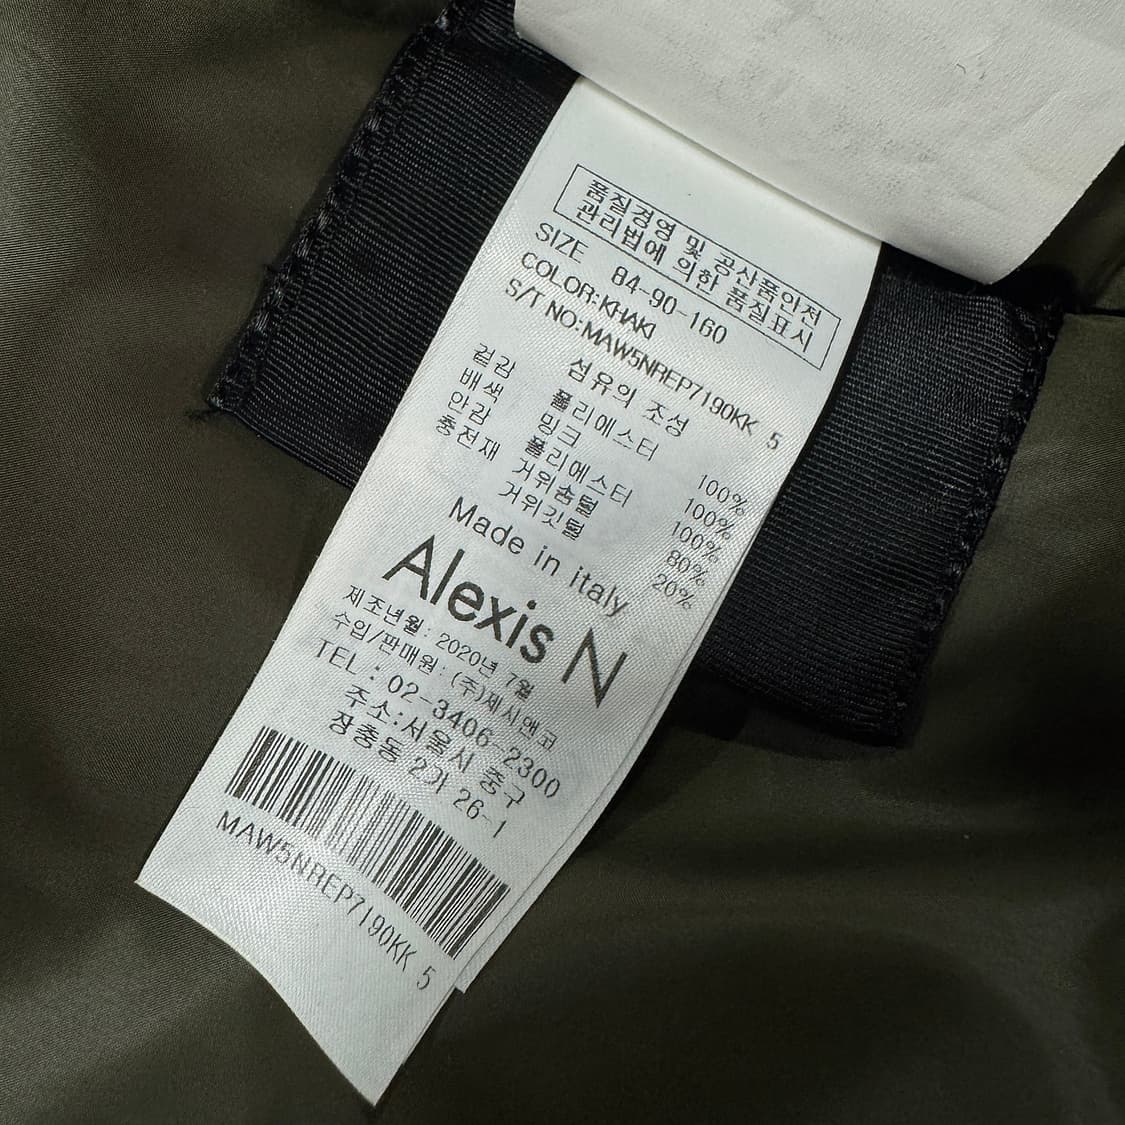 품질경영 및 공산품안전
관리법에 의한 품질표시
SIZE 84-90-160
COLOR:KHAKI
S/T NO:MAW5NREP7190KK 5
섬유의 조성
겉감 폴리에스터 100%
배색 밍크 100%
안감 폴리에스터 100%
충전재 거위솜털 80%
거위깃털 20%
Made in italy
Alexis N
제조년월: 2020년 7월
수입/판매원: (주)제시앤코
TEL : 02-3406-2300
주소:서울시 중구
장충동 2가 26-1
MAW5NREP7190KK 5